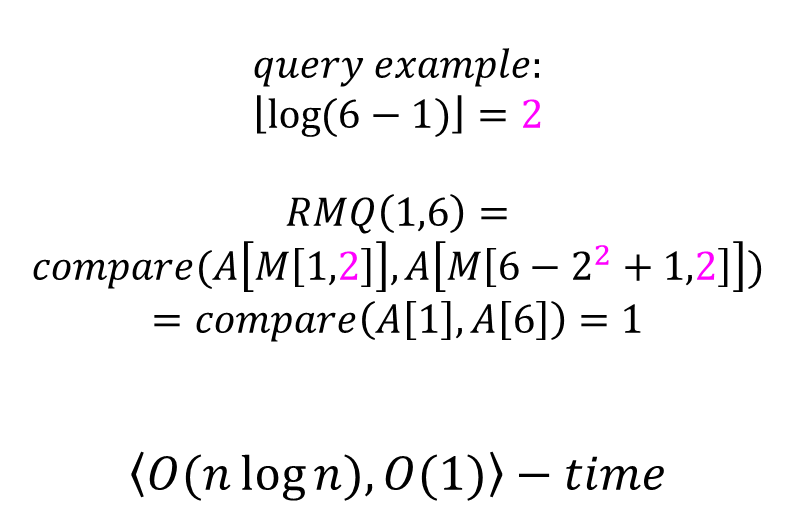 query example:
⌊log(6 − 1)⌋ = 2
RMQ(1,6) =
compare(A[M[1,2]], A[M[6 − 2² + 1,2]])
= compare(A[1], A[6]) = 1
⟨O(n log n), O(1)⟩ − time